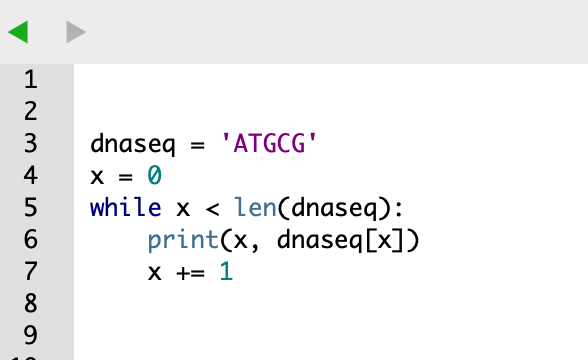 1
2
3 dnaseq = 'ATGCG'
4 x = 0
5 while x < len(dnaseq):
6     print(x, dnaseq[x])
7     x += 1
8
9